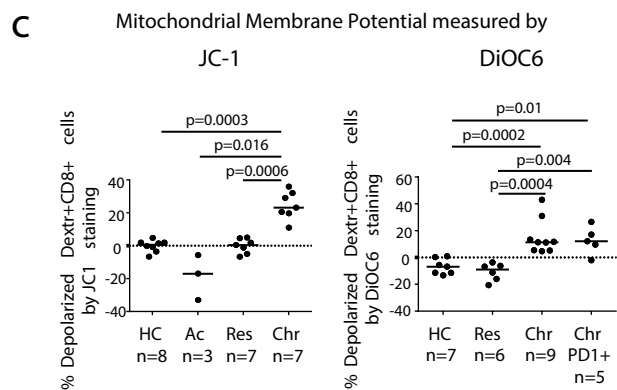 C
Mitochondrial Membrane Potential measured by
JC-1
% Depolarized Dextr+CD8+ cells
by JC1 staining
p=0.0003
p=0.016
p=0.0006
40
20
0
-20
-40
HC Ac Res Chr
n=8 n=3 n=7 n=7
DiOC6
% Depolarized Dextr+CD8+ cells
by DiOC6 staining
p=0.01
p=0.0002
p=0.004
p=0.0004
60
40
20
0
-20
-40
HC Res Chr Chr
n=7 n=6 n=9 PD1+
n=5